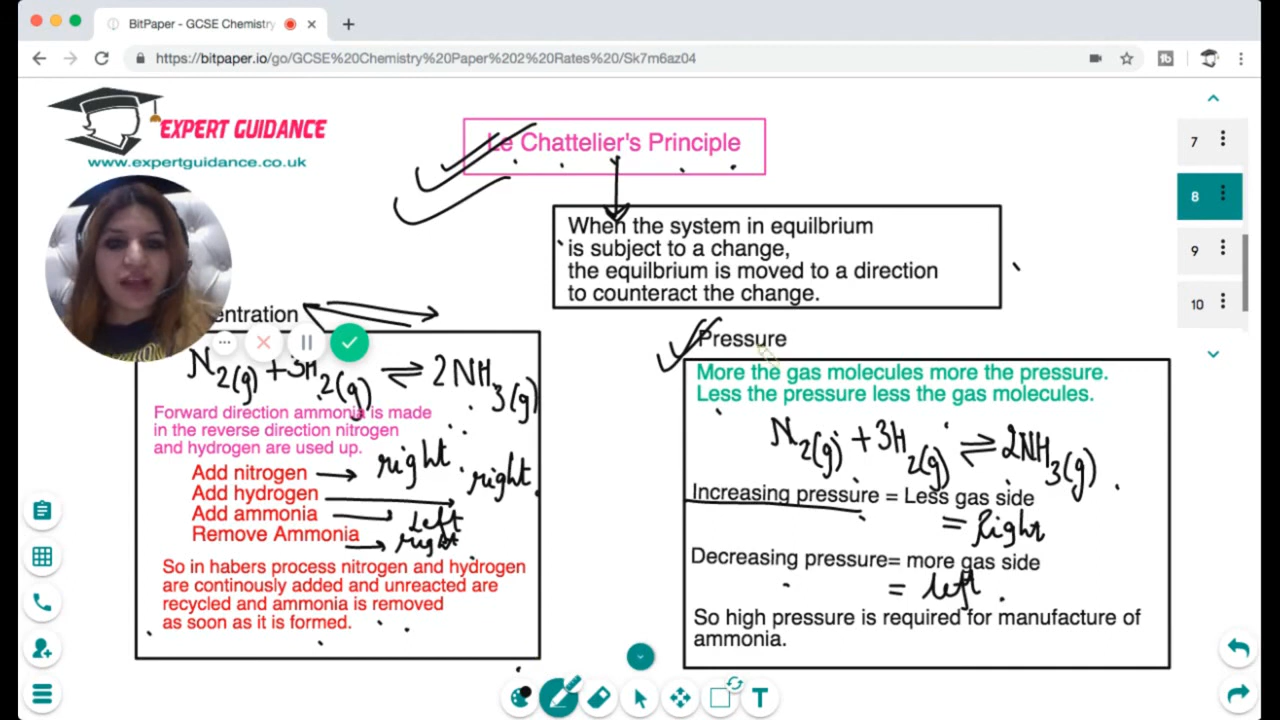 BitPaper - GCSE Chemistry
https://bitpaper.io/go/GCSE%20Chemistry%20Paper%202%20Rates%20/Sk7m6az04
EXPERT GUIDANCE
www.expertguidance.co.uk
Le Chattelier's Principle
When the system in equilbrium
is subject to a change,
the equilbrium is moved to a direction
to counteract the change.
7
8
9
10
entration
N2(g) + 3H2(g) ⇌ 2NH3(g)
Forward direction ammonia is made
in the reverse direction nitrogen
and hydrogen are used up.
Add nitrogen → right
Add hydrogen → right
Add ammonia → left
Remove Ammonia → right
So in habers process nitrogen and hydrogen
are continously added and unreacted are
recycled and ammonia is removed
as soon as it is formed.
Pressure
More the gas molecules more the pressure.
Less the pressure less the gas molecules.
N2(g) + 3H2(g) ⇌ 2NH3(g)
Increasing pressure = Less gas side
= Right
Decreasing pressure= more gas side
= left
So high pressure is required for manufacture of
ammonia.
T